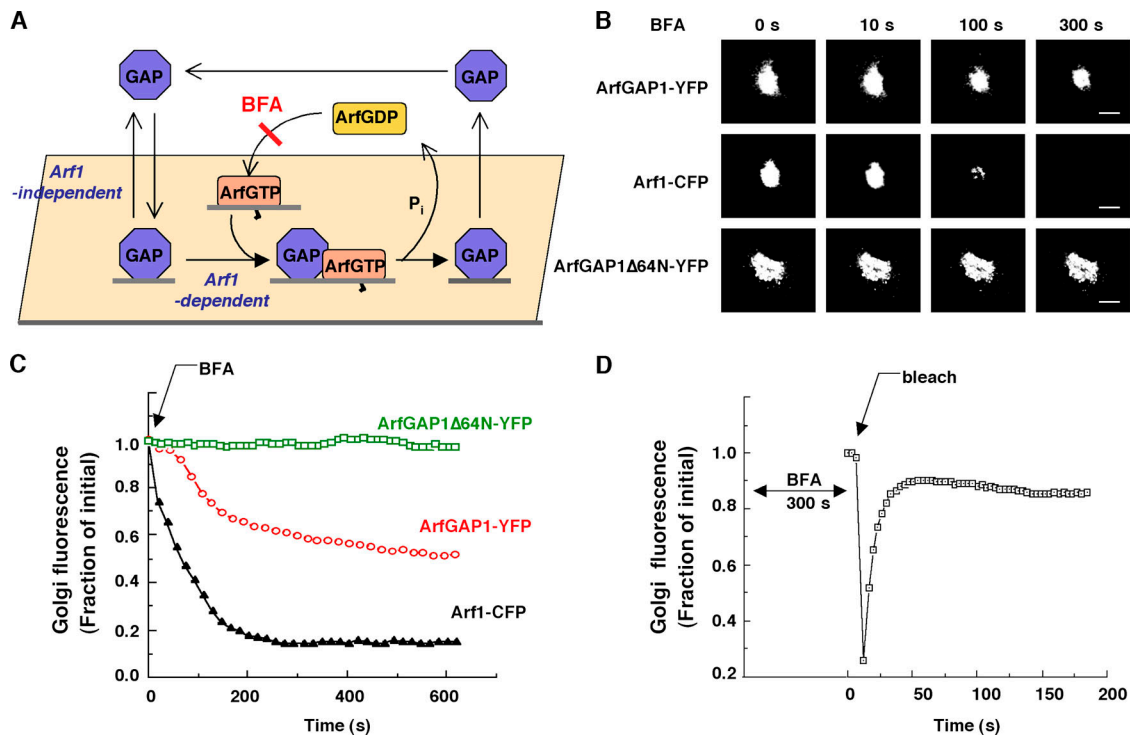 A
GAP
GAP
BFA
ArfGDP
Arf1
-independent
ArfGTP
Pi
GAP
GAP
ArfGTP
GAP
Arf1
-dependent
B
BFA 0 s 10 s 100 s 300 s
ArfGAP1-YFP
Arf1-CFP
ArfGAP1Δ64N-YFP
C
BFA
ArfGAP1Δ64N-YFP
ArfGAP1-YFP
Arf1-CFP
Golgi fluorescence
(Fraction of initial)
1.0
0.8
0.6
0.4
0.2
0.0
0 200 400 600
Time (s)
D
bleach
BFA
300 s
Golgi fluorescence
(Fraction of initial)
1.0
0.8
0.6
0.4
0.2
0 50 100 150 200
Time (s)